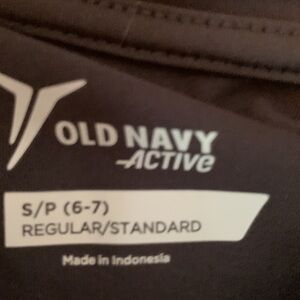 OLD NAVY
ACTIVE
S/P (6-7)
REGULAR/STANDARD
Made in Indonesia